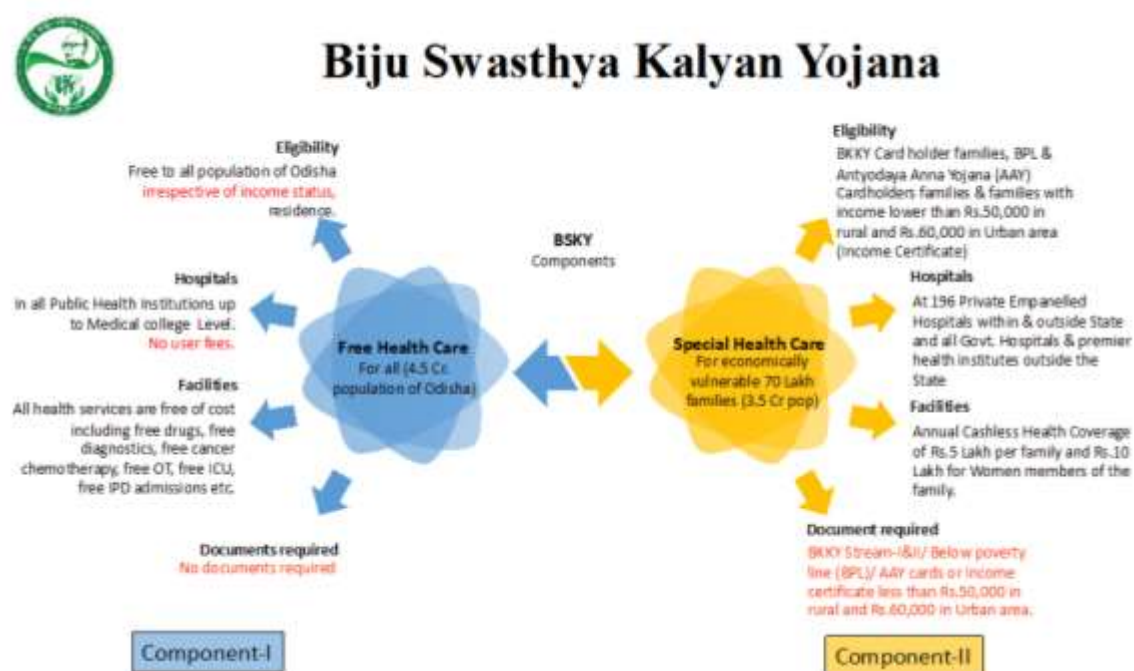 Biju Swasthya Kalyan Yojana
Eligibility
Free to all population of Odisha
irrespective of income status,
residence.
Hospitals
in all Public Health Institutions up
to Medical college Level.
No user fees.
Facilities
All health services are free of cost
including free drugs, free
diagnostics, free cancer
chemotherapy, free OT, free ICU,
free IPD admissions etc.
Documents required
No documents required
Free Health Care
For all (4.5 Cr.
population of Odisha)
Component-I
BSKY
Components
Special Health Care
For economically
vulnerable 70 Lakh
families (3.5 Cr pop)
Eligibility
BKKY Card holder families, BPL &
Antyodaya Anna Yojana (AAY)
Cardholders families & families with
income lower than Rs.50,000 in
rural and Rs.60,000 in Urban area
(Income Certificate)
Hospitals
At 196 Private Empanelled
Hospitals within & outside State
and all Govt. Hospitals & premier
health institutes outside the
State
Facilities
Annual Cashless Health Coverage
of Rs.5 Lakh per family and Rs.10
Lakh for Women members of the
family.
Document required
BKKY Stream-I&II/ Below poverty
line (BPL)/ AAY cards or Income
certificate less than Rs.50,000 in
rural and Rs.60,000 in Urban area.
Component-II